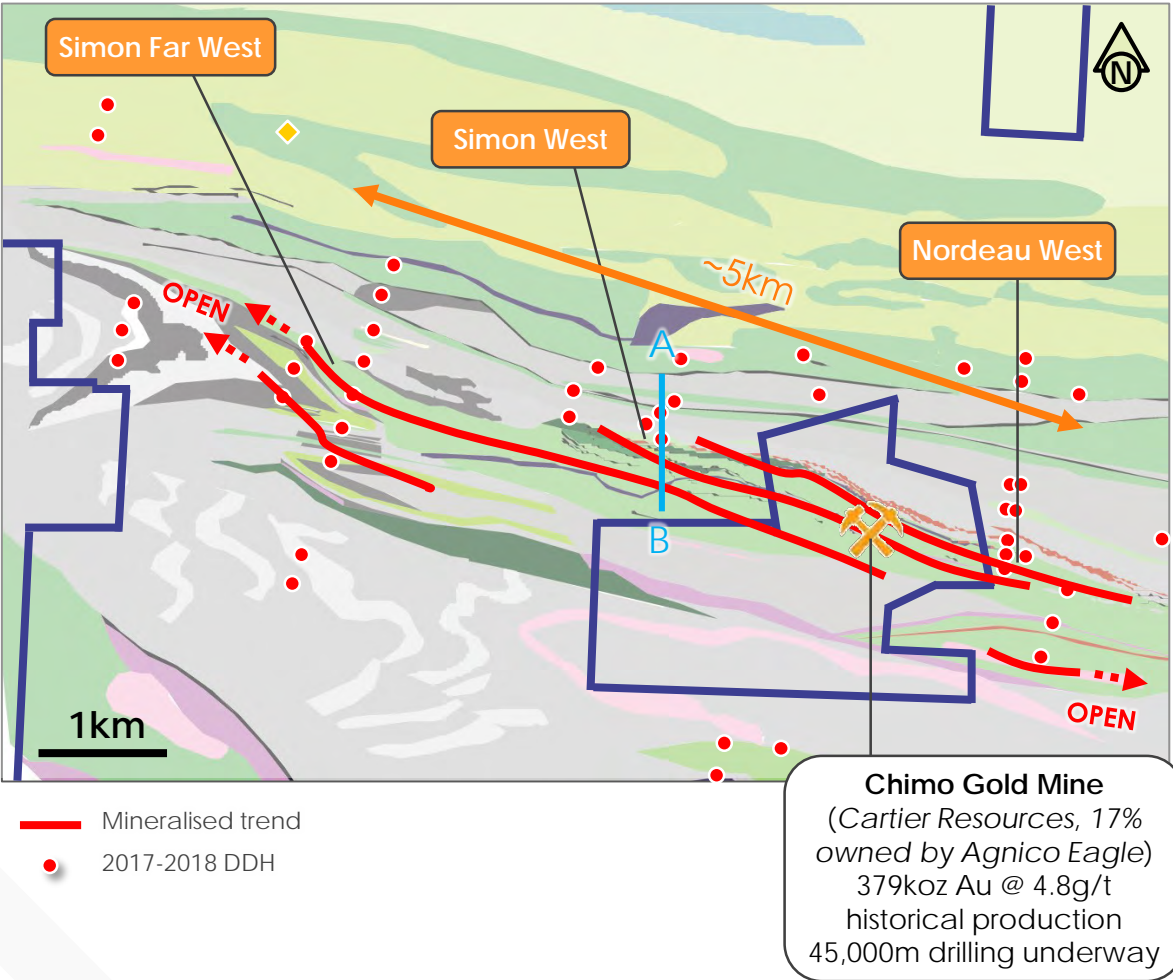 Simon Far West
N
Simon West
Nordeau West
~5km
OPEN
A
B
1km
OPEN
Mineralised trend
2017-2018 DDH
Chimo Gold Mine
(Cartier Resources, 17%
owned by Agnico Eagle)
379koz Au @ 4.8g/t
historical production
45,000m drilling underway